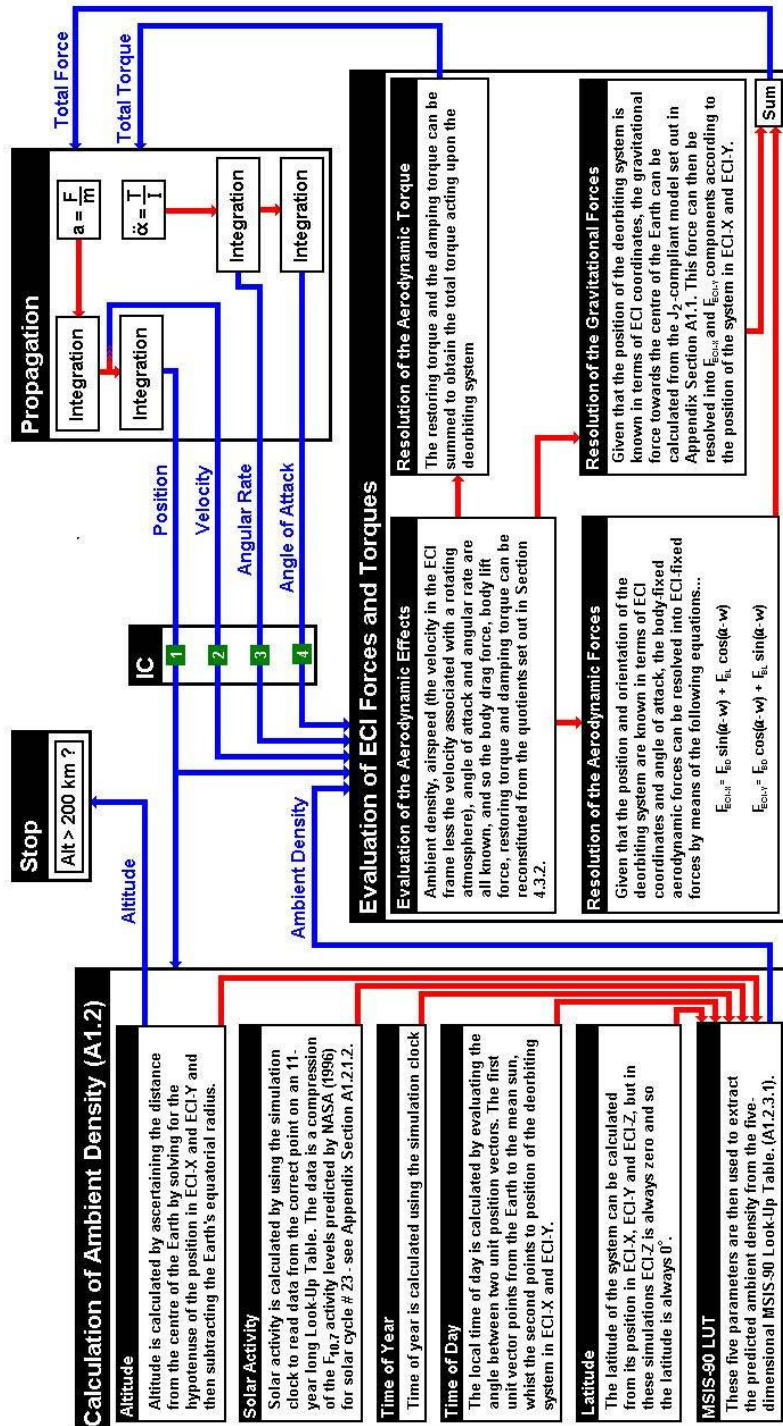 Calculation of Ambient Density (A1.2)
Altitude
Altitude is calculated by ascertaining the distance
from the centre of the Earth by solving for the
hypotenuse of the position in ECI-X and ECI-Y and
then subtracting the Earth's equatorial radius.
Solar Activity
Solar activity is calculated by using the simulation
clock to read data from the correct point on an 11-
year long Look-Up Table. The data is a compression
of the F10.7 activity levels predicted by NASA (1996)
for solar cycle # 23 - see Appendix Section A1.2.1.2.
Time of Year
Time of year is calculated using the simulation clock
Time of Day
The local time of day is calculated by evaluating the
angle between two unit position vectors. The first
unit vector points from the Earth to the mean sun,
whist the second points to position of the deorbiting
system in ECI-X and ECI-Y.
Latitude
The latitude of the system can be calculated
from its position in ECI-X, ECI-Y and ECI-Z, but in
these simulations ECI-Z is always zero and so
the latitude is always 0°.
MSIS-90 LUT
These five parameters are then used to extract
the predicted ambient density from the five-
dimensional MSIS-90 Look-Up Table. (A1.2.3.1).
Stop
Alt > 200 km ?
Altitude
Ambient Density
IC
1
2
3
4
Position
Velocity
Angular Rate
Angle of Attack
Propagation
Integration
Integration
a = F/m
α̈ = T/I
Integration
Integration
Total Force
Total Torque
Evaluation of ECI Forces and Torques
Evaluation of the Aerodynamic Effects
Ambient density, airspeed (the velocity in the ECI
frame less the velocity associated with a rotating
atmosphere), angle of attack and angular rate are
all known, and so the body drag force, body lift
force, restoring torque and damping torque can be
reconstituted from the quotients set out in Section
4.3.2.
Resolution of the Aerodynamic Torque
The restoring torque and the damping torque can be
summed to obtain the total torque acting upon the
deorbiting system
Resolution of the Aerodynamic Forces
Given that the position and orientation of the
deorbiting system are known in terms of ECI
coordinates and angle of attack, the body-fixed
aerodynamic forces can be resolved into ECI-fixed
forces by means of the following equations...
FECI-X = FBD sin(α-w) + FBL cos(α-w)
FECI-Y = FBD cos(α-w) + FBL sin(α-w)
Resolution of the Gravitational Forces
Given that the position of the deorbiting system is
known in terms of ECI coordinates, the gravitational
force towards the centre of the Earth can be
calculated from the J2-compliant model set out in
Appendix Section A1.1. This force can then be
resolved into FECI-X and FECI-Y components according to
the position of the system in ECI-X and ECI-Y.
Sum